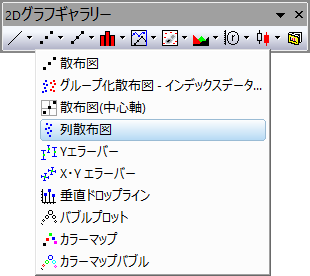 2Dグラフギャラリー
散布図
グループ化散布図 - インデックスデータ...
散布図(中心軸)
列散布図
Yエラーバー
X・Y エラーバー
垂直ドロップライン
バブルプロット
カラーマップ
カラーマップバブル